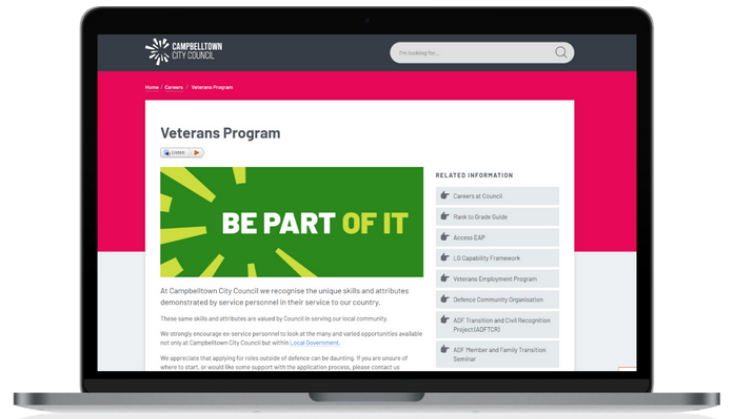 CAMPBELLTOWN
CITY COUNCIL
I'm looking for...
Home / Careers / Veterans Program
Veterans Program
Listen
BE PART OF IT
At Campbelltown City Council we recognise the unique skills and attributes
demonstrated by service personnel in their service to our country.
These same skills and attributes are valued by Council in serving our local community.
We strongly encourage ex-service personnel to look at the many and varied opportunities available
not only at Campbelltown City Council but within Local Government.
We appreciate that applying for roles outside of defence can be daunting. If you are unsure of
where to start, or would like some support with the application process, please contact us
RELATED INFORMATION
Careers at Council
Rank to Grade Guide
Access EAP
LG Capability Framework
Veterans Employment Program
Defence Community Organisation
ADF Transition and Civil Recognition
Project (ADFTCR)
ADF Member and Family Transition
Seminar